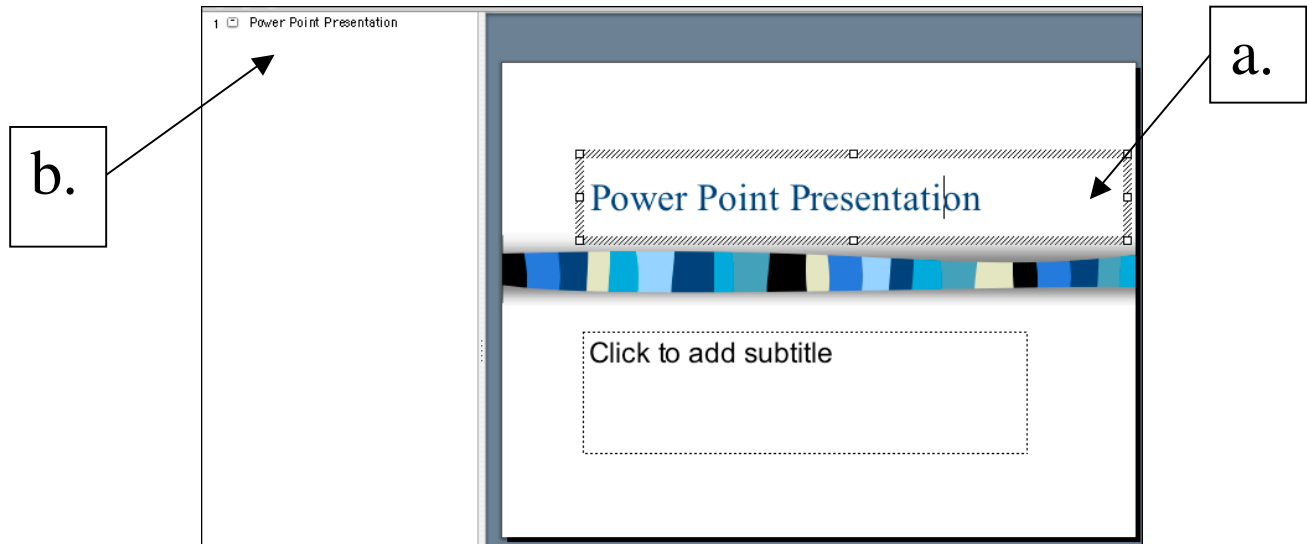 1 Power Point Presentation
a.
b.
Power Point Presentation
Click to add subtitle